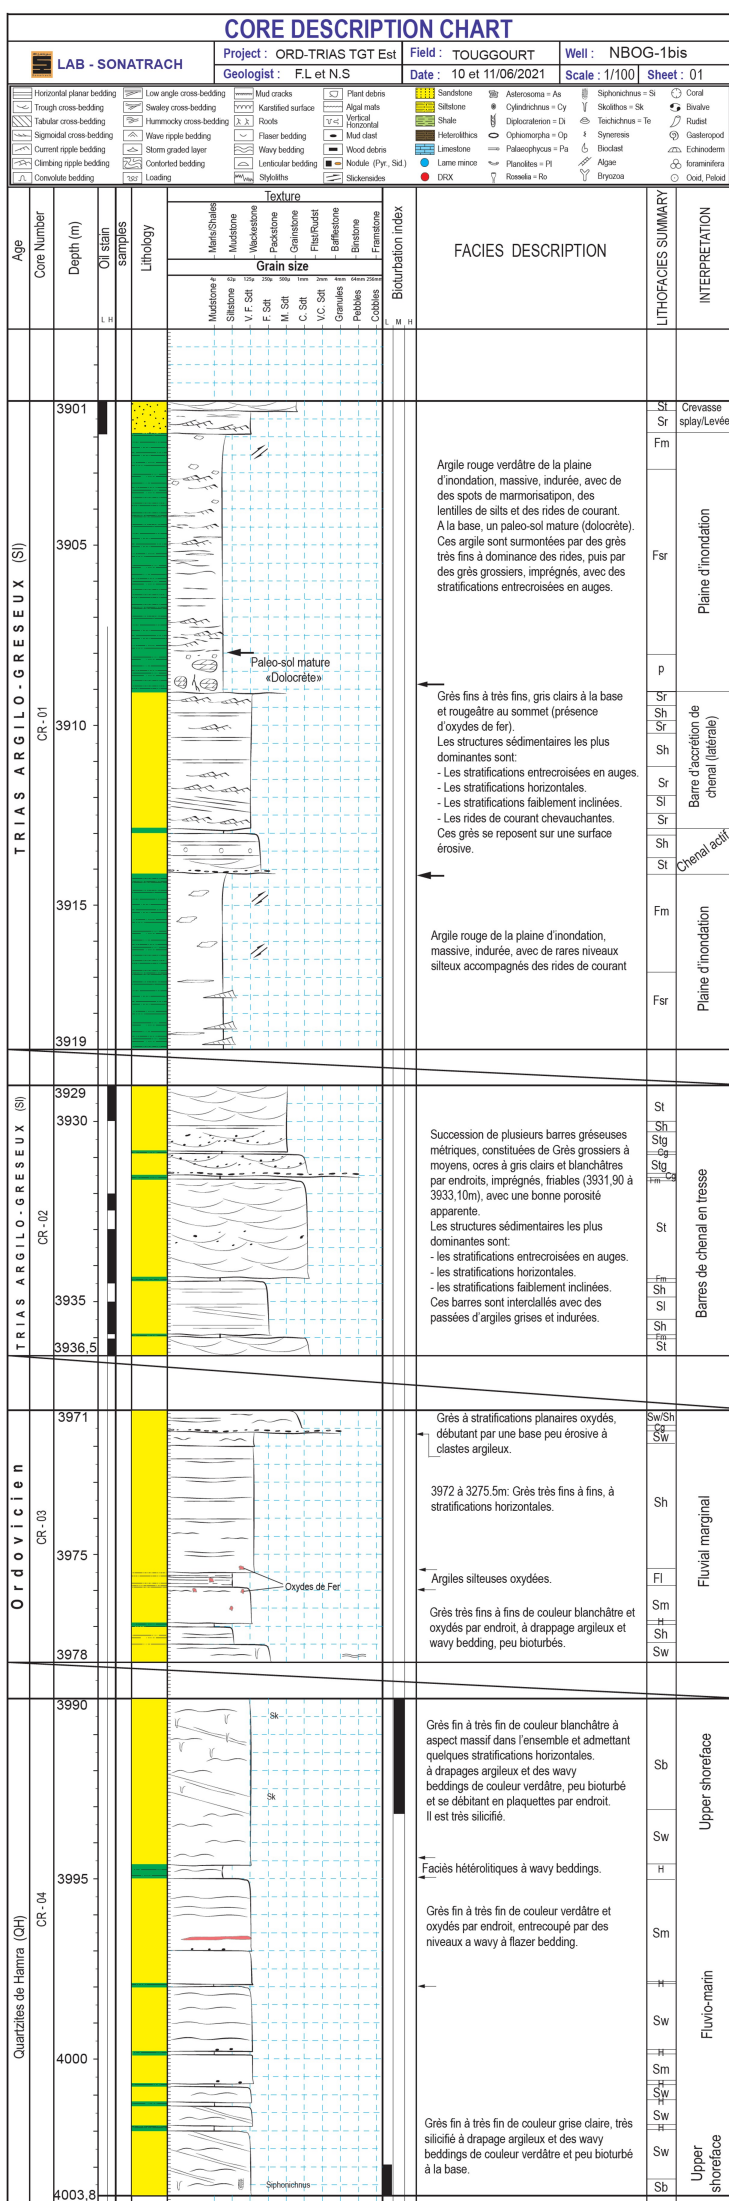 CORE DESCRIPTION CHART
LAB - SONATRACH
Project : ORD-TRIAS TGT Est
Field : TOUGGOURT
Well : NBOG-1bis
Geologist : F.L et N.S
Date : 10 et 11/06/2021
Scale : 1/100
Sheet : 01
Horizontal planar bedding
Trough cross-bedding
Tabular cross-bedding
Sigmoidal cross-bedding
Current ripple bedding
Climbing ripple bedding
Convolute bedding
Low angle cross-bedding
Swaley cross-bedding
Hummocky cross-bedding
Wave ripple bedding
Storm graded layer
Contorted bedding
Loading
Mud cracks
Karstified surface
Roots
Flaser bedding
Wavy bedding
Lenticular bedding
Styloliths
Plant debris
Algal mats
Vertical
Horizontal
Mud clast
Wood debris
Nodule (Pyr., Sid.)
Slickensides
Sandstone
Siltstone
Shale
Heterolithics
Limestone
Lame mince
DRX
Asterosoma = As
Cylindrichnus = Cy
Diplocraterion = Di
Ophiomorpha = Op
Palaeophycus = Pa
Planolites = Pl
Rosselia = Ro
Siphonichnus = Si
Skolithos = Sk
Teichichnus = Te
Syneresis
Bioclast
Algae
Bryozoa
Coral
Bivalve
Rudist
Gasteropod
Echinoderm
foraminifera
Ooid, Peloid
Age
Core Number
Depth (m)
Oil stain
L H
samples
Lithology
Texture
Marls/Shales
Mudstone
Wackestone
Packstone
Grainstone
Fltst/Rudst
Bafflestone
Binstone
Framstone
Grain size
4µ 62µ 125µ 250µ 500µ 1mm 2mm 4mm 64mm 256mm
Mudstone
Siltstone
V. F. Sdt
F. Sdt
M. Sdt
C. Sdt
V.C. Sdt
Granules
Pebbles
Cobbles
Bioturbation index
L M H
FACIES DESCRIPTION
LITHOFACIES SUMMARY
INTERPRETATION
TRIAS ARGILO-GRESEUX (SI)
CR-01
3901
3905
3910
3915
3919
Paleo-sol mature
«Dolocrète»
Argile rouge verdâtre de la plaine
d'inondation, massive, indurée, avec de
des spots de marmorisatipon, des
lentilles de silts et des rides de courant.
A la base, un paleo-sol mature (dolocrète).
Ces argile sont surmontées par des grès
très fins à dominance des rides, puis par
des grès grossiers, imprégnés, avec des
stratifications entrecroisées en auges.
Grès fins à très fins, gris clairs à la base
et rougeâtre au sommet (présence
d'oxydes de fer).
Les structures sédimentaires les plus
dominantes sont:
- Les stratifications entrecroisées en auges.
- Les stratifications horizontales.
- Les stratifications faiblement inclinées.
- Les rides de courant chevauchantes.
Ces grès se reposent sur une surface
érosive.
Argile rouge de la plaine d'inondation,
massive, indurée, avec de rares niveaux
silteux accompagnés des rides de courant
St
Sr
Fm
Fsr
p
Sr
Sh
Sr
Sh
Sr
Sl
Sr
Sh
St
Fm
Fsr
Crevasse
splay/Levée
Plaine d'inondation
Barre d'accrétion de
chenal (latérale)
Chenal actif
Plaine d'inondation
TRIAS ARGILO-GRESEUX (SI)
CR-02
3929
3930
3935
3936,5
Succession de plusieurs barres gréseuses
métriques, constituées de Grès grossiers à
moyens, ocres à gris clairs et blanchâtres
par endroits, imprégnés, friables (3931,90 à
3933,10m), avec une bonne porosité
apparente.
Les structures sédimentaires les plus
dominantes sont:
- les stratifications entrecroisées en auges.
- les stratifications horizontales.
- les stratifications faiblement inclinées.
Ces barres sont interclallés avec des
passées d'argiles grises et indurées.
St
Sh
Stg
Cg
Stg
Cg
Fm
St
Fm
Sh
Sl
Sh
Fm
St
Barres de chenal en tresse
Ordovicien
CR-03
3971
3975
3978
Oxydes de Fer
Grès à stratifications planaires oxydés,
débutant par une base peu érosive à
clastes argileux.
3972 à 3275.5m: Grès très fins à fins, à
stratifications horizontales.
Argiles silteuses oxydées.
Grès très fins à fins de couleur blanchâtre et
oxydés par endroit, à drappage argileux et
wavy bedding, peu bioturbés.
Sw/Sh
Cg
Sw
Sh
Fl
Sm
H
Sh
Sw
Fluvial marginal
Quartzites de Hamra (QH)
CR-04
3990
3995
4000
4003,8
Sk
Sk
Siphonichnus
Grès fin à très fin de couleur blanchâtre à
aspect massif dans l'ensemble et admettant
quelques stratifications horizontales.
à drapages argileux et des wavy
beddings de couleur verdâtre, peu bioturbé
et se débitant en plaquettes par endroit.
Il est très silicifié.
Faciès hétérolitiques à wavy beddings.
Grès fin à très fin de couleur verdâtre et
oxydés par endroit, entrecoupé par des
niveaux a wavy à flazer bedding.
Grès fin à très fin de couleur grise claire, très
silicifié à drapage argileux et des wavy
beddings de couleur verdâtre et peu bioturbé
à la base.
Sb
Sw
H
Sm
H
Sw
H
Sm
H
Sw
H
Sw
H
Sw
Sb
Upper shoreface
Fluvio-marin
Upper
shoreface